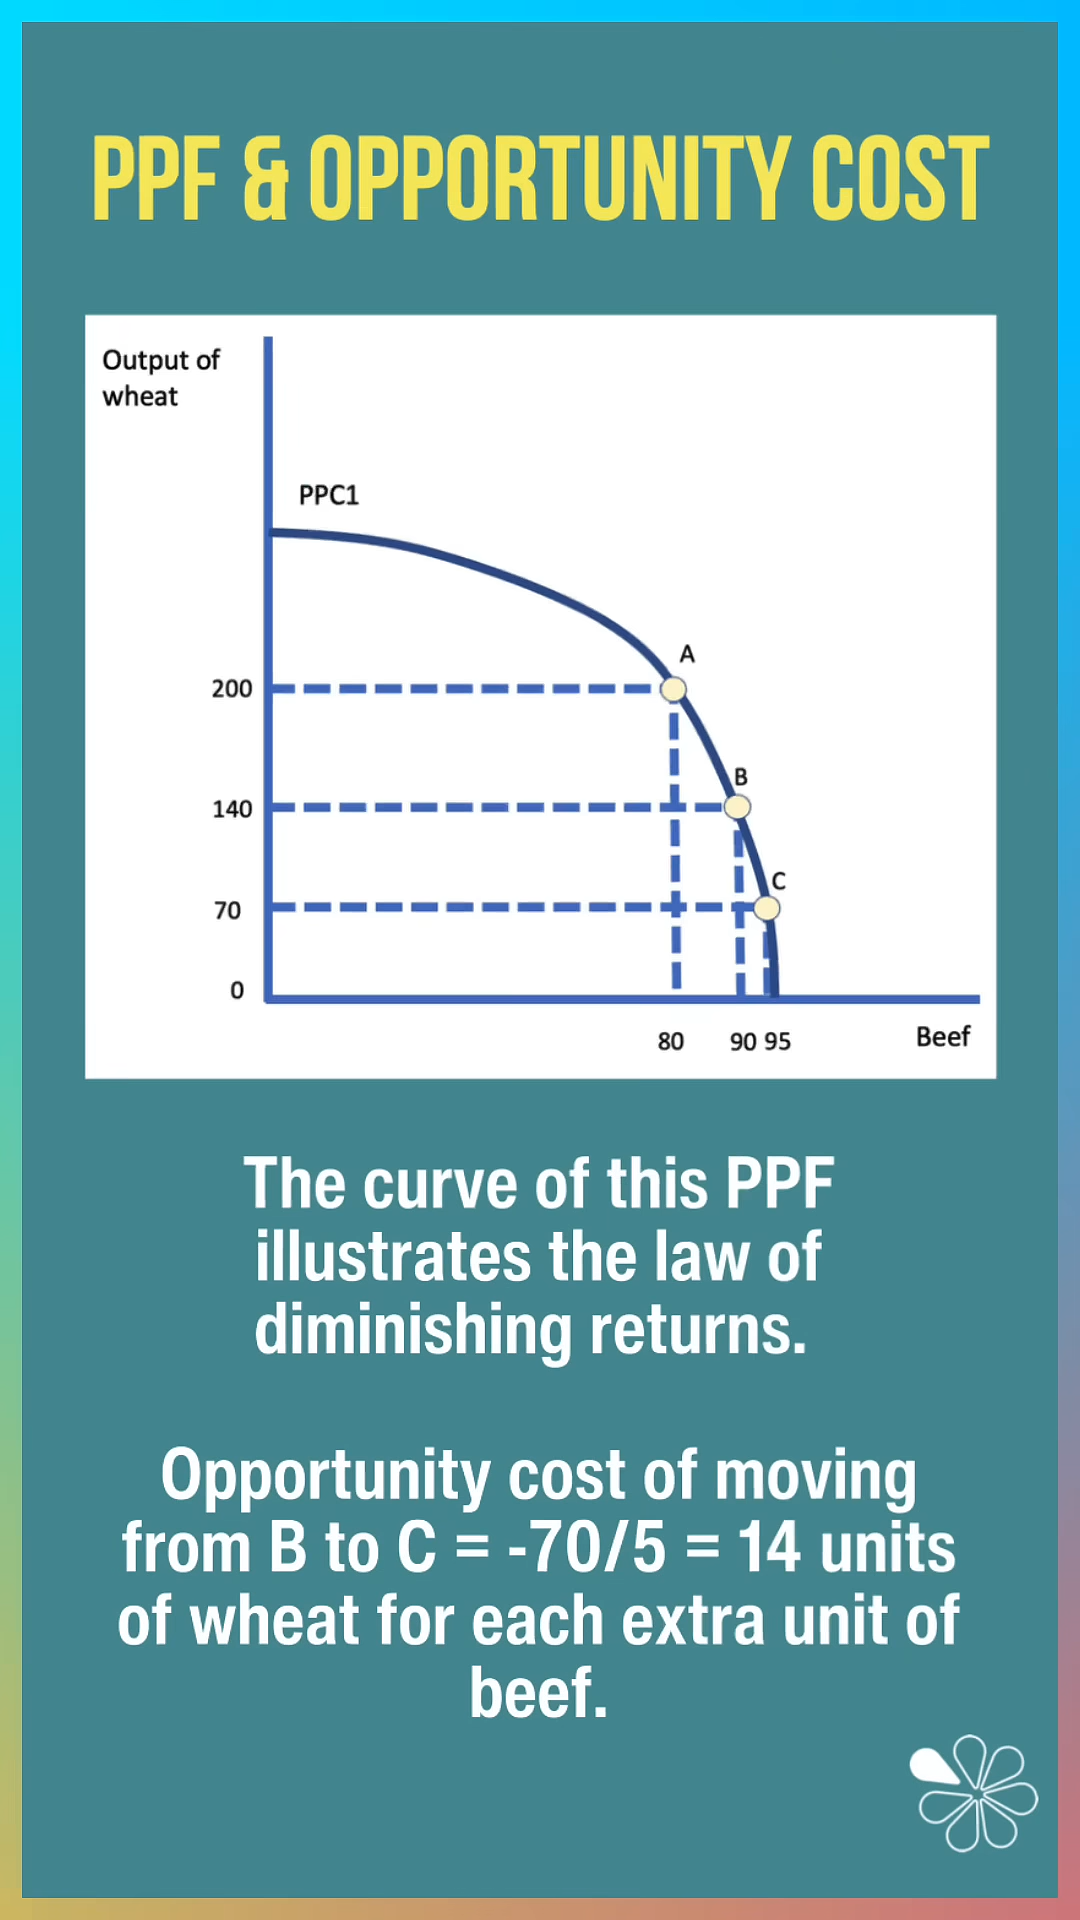 PPF & OPPORTUNITY COST
Output of
wheat
PPC1
A
200
B
140
C
70
0
80
90
95
Beef
The curve of this PPF
illustrates the law of
diminishing returns.
Opportunity cost of moving
from B to C = -70/5 = 14 units
of wheat for each extra unit of
beef.